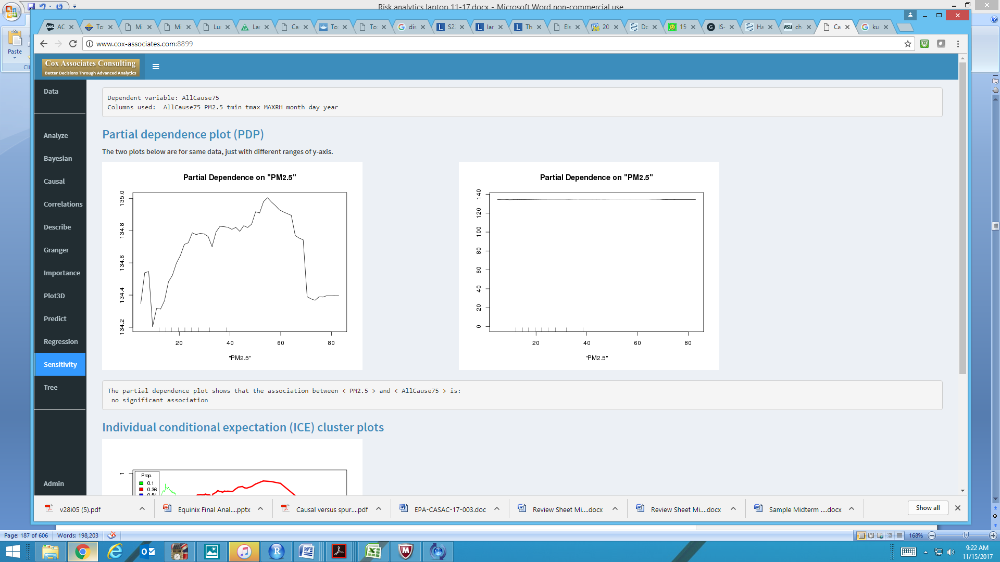 Risk analytics laptop 11-17.docx - Microsoft Word non-commercial use
AC
To
Mi
Mi
Lu
La
Ca
To
To
dis
S2.
lar
Th
Els
20
Dc
15
IS-
Ha
ch
Ca
ku
www.cox-associates.com:8899
Paste
Cli
Cox Associates Consulting
Better Decisions Through Advanced Analytics
Data
Analyze
Bayesian
Causal
Correlations
Describe
Granger
Importance
Plot3D
Predict
Regression
Sensitivity
Tree
Admin
Dependent variable: AllCause75
Columns used:  AllCause75 PM2.5 tmin tmax MAXRH month day year
Partial dependence plot (PDP)
The two plots below are for same data, just with different ranges of y-axis.
Partial Dependence on "PM2.5"
135.0
134.8
134.6
134.4
134.2
20 40 60 80
"PM2.5"
Partial Dependence on "PM2.5"
140
120
100
80
60
40
20
0
20 40 60 80
"PM2.5"
The partial dependence plot shows that the association between < PM2.5 > and < AllCause75 > is:
no significant association
Individual conditional expectation (ICE) cluster plots
1
Prop.
0.1
0.36
v28i05 (5).pdf
Equinix Final Anal....pptx
Causal versus spur....pdf
EPA-CASAC-17-003.doc
Review Sheet Mi....docx
Review Sheet Mi....docx
Sample Midterm ....docx
Show all
Page: 187 of 606
Words: 198,203
168%
9:22 AM
11/15/2017